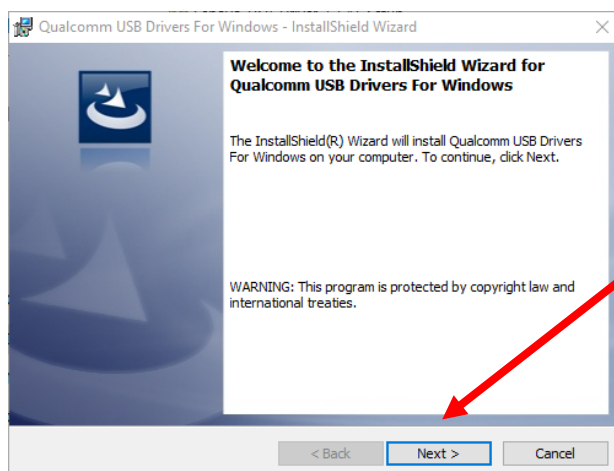 Qualcomm USB Drivers For Windows - InstallShield Wizard
Welcome to the InstallShield Wizard for
Qualcomm USB Drivers For Windows
The InstallShield(R) Wizard will install Qualcomm USB Drivers
For Windows on your computer. To continue, click Next.
WARNING: This program is protected by copyright law and
international treaties.
< Back
Next >
Cancel